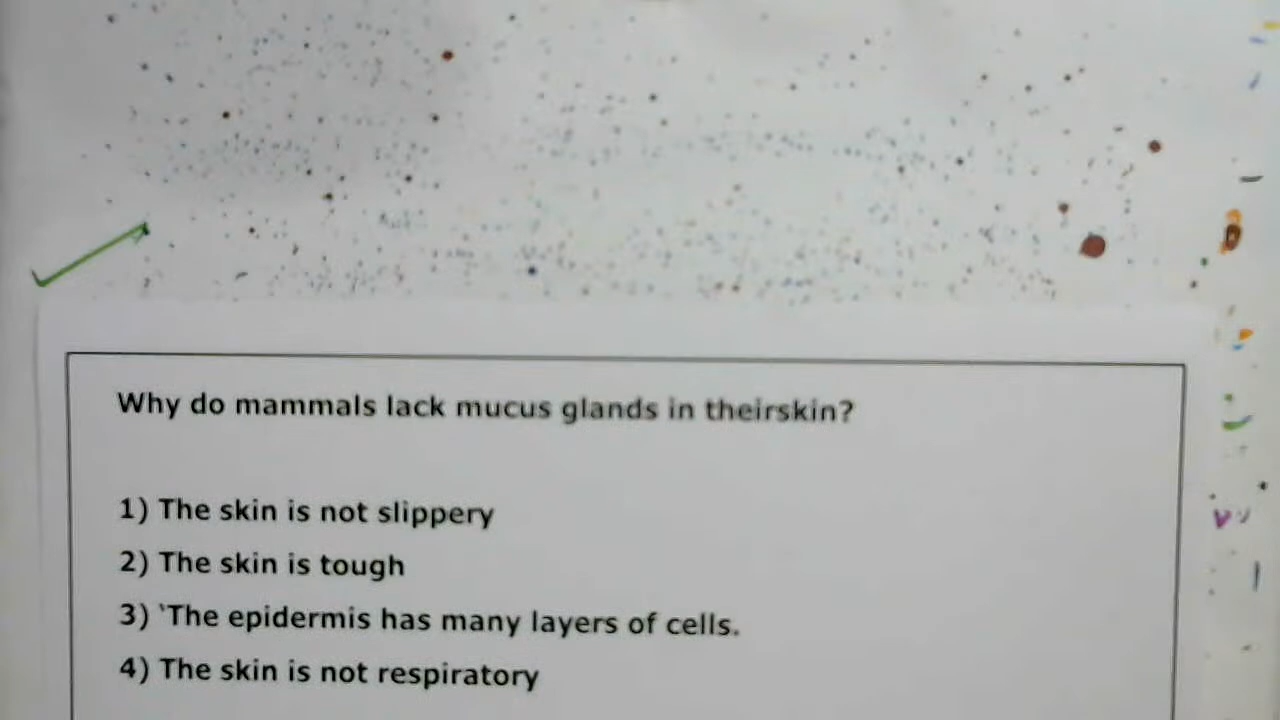 Why do mammals lack mucus glands in theirskin?
1) The skin is not slippery
2) The skin is tough
3) ‵The epidermis has many layers of cells.
4) The skin is not respiratory